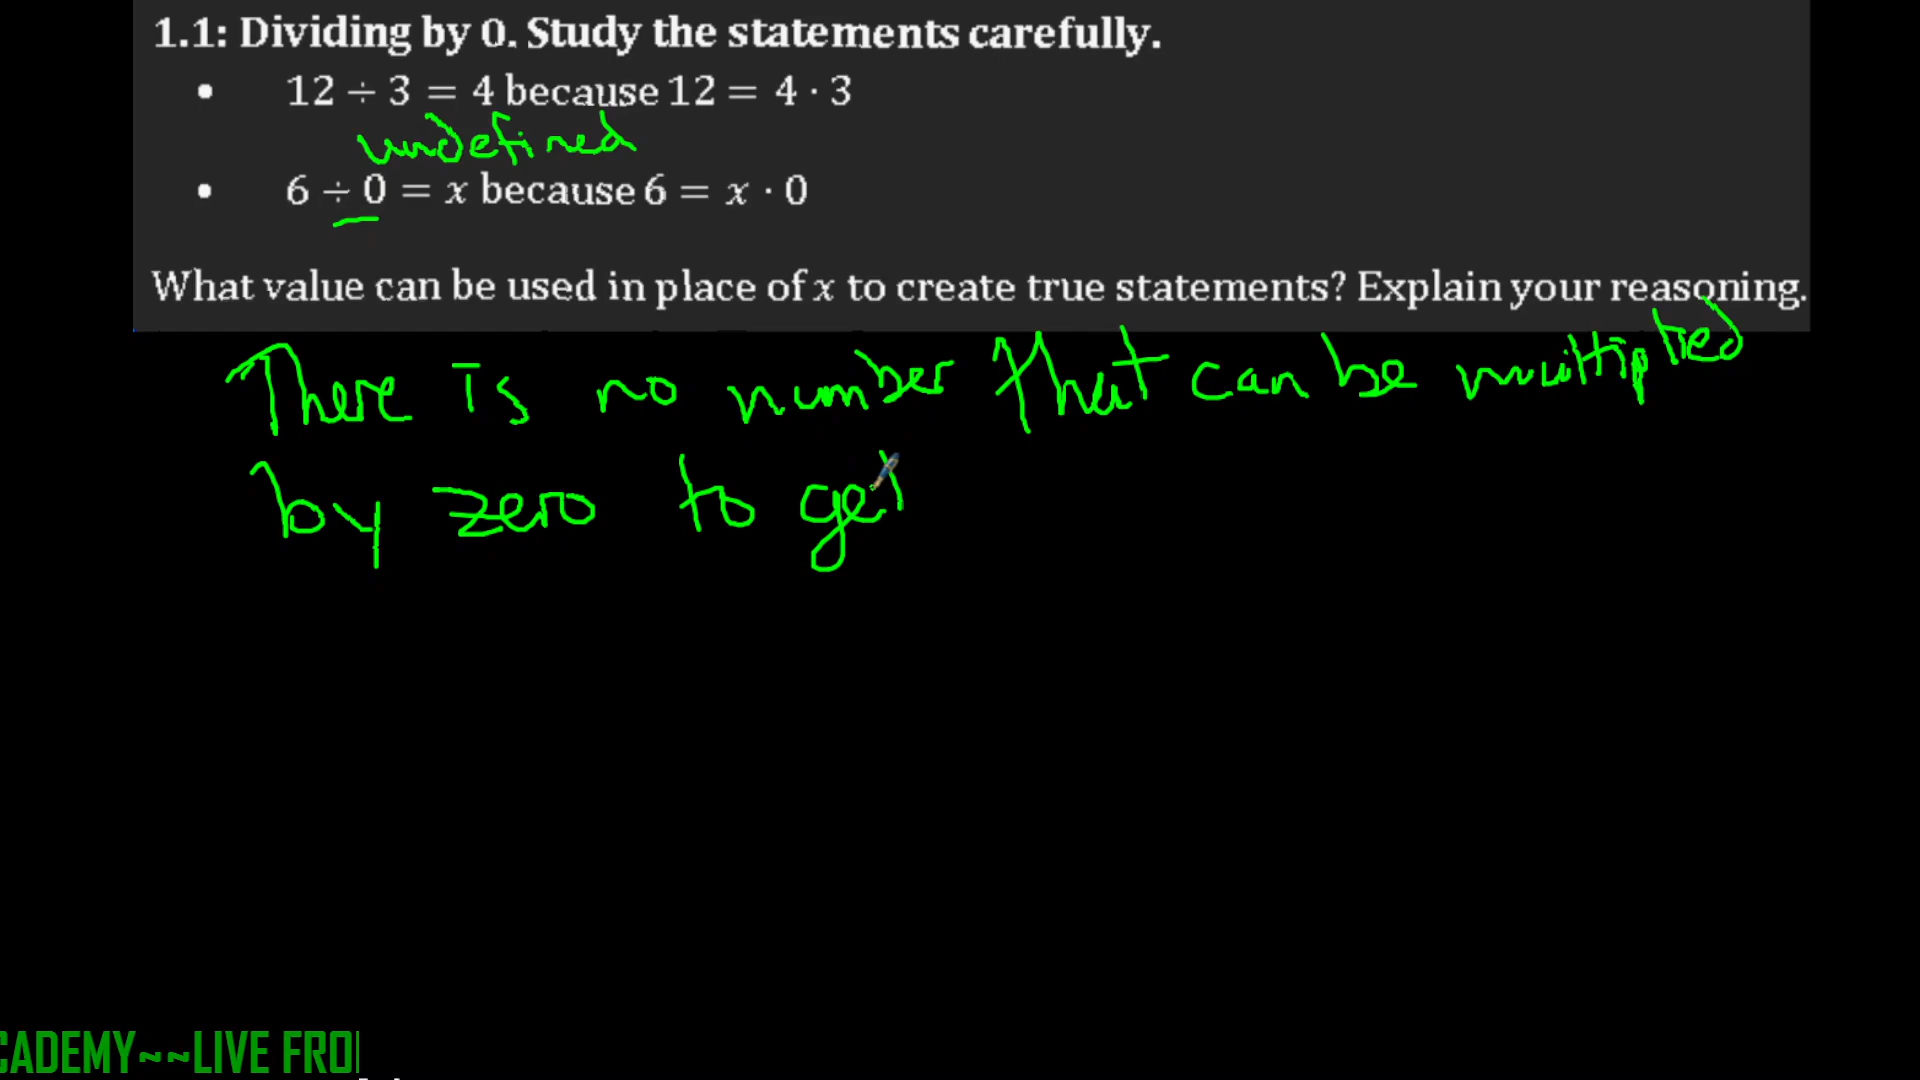 1.1: Dividing by 0. Study the statements carefully.
• 12 ÷ 3 = 4 because 12 = 4 · 3
undefined
• 6 ÷ 0 = x because 6 = x · 0
What value can be used in place of x to create true statements? Explain your reasoning.
There is no number that can be multiplied
by zero to get
CADEMY~~LIVE FRO